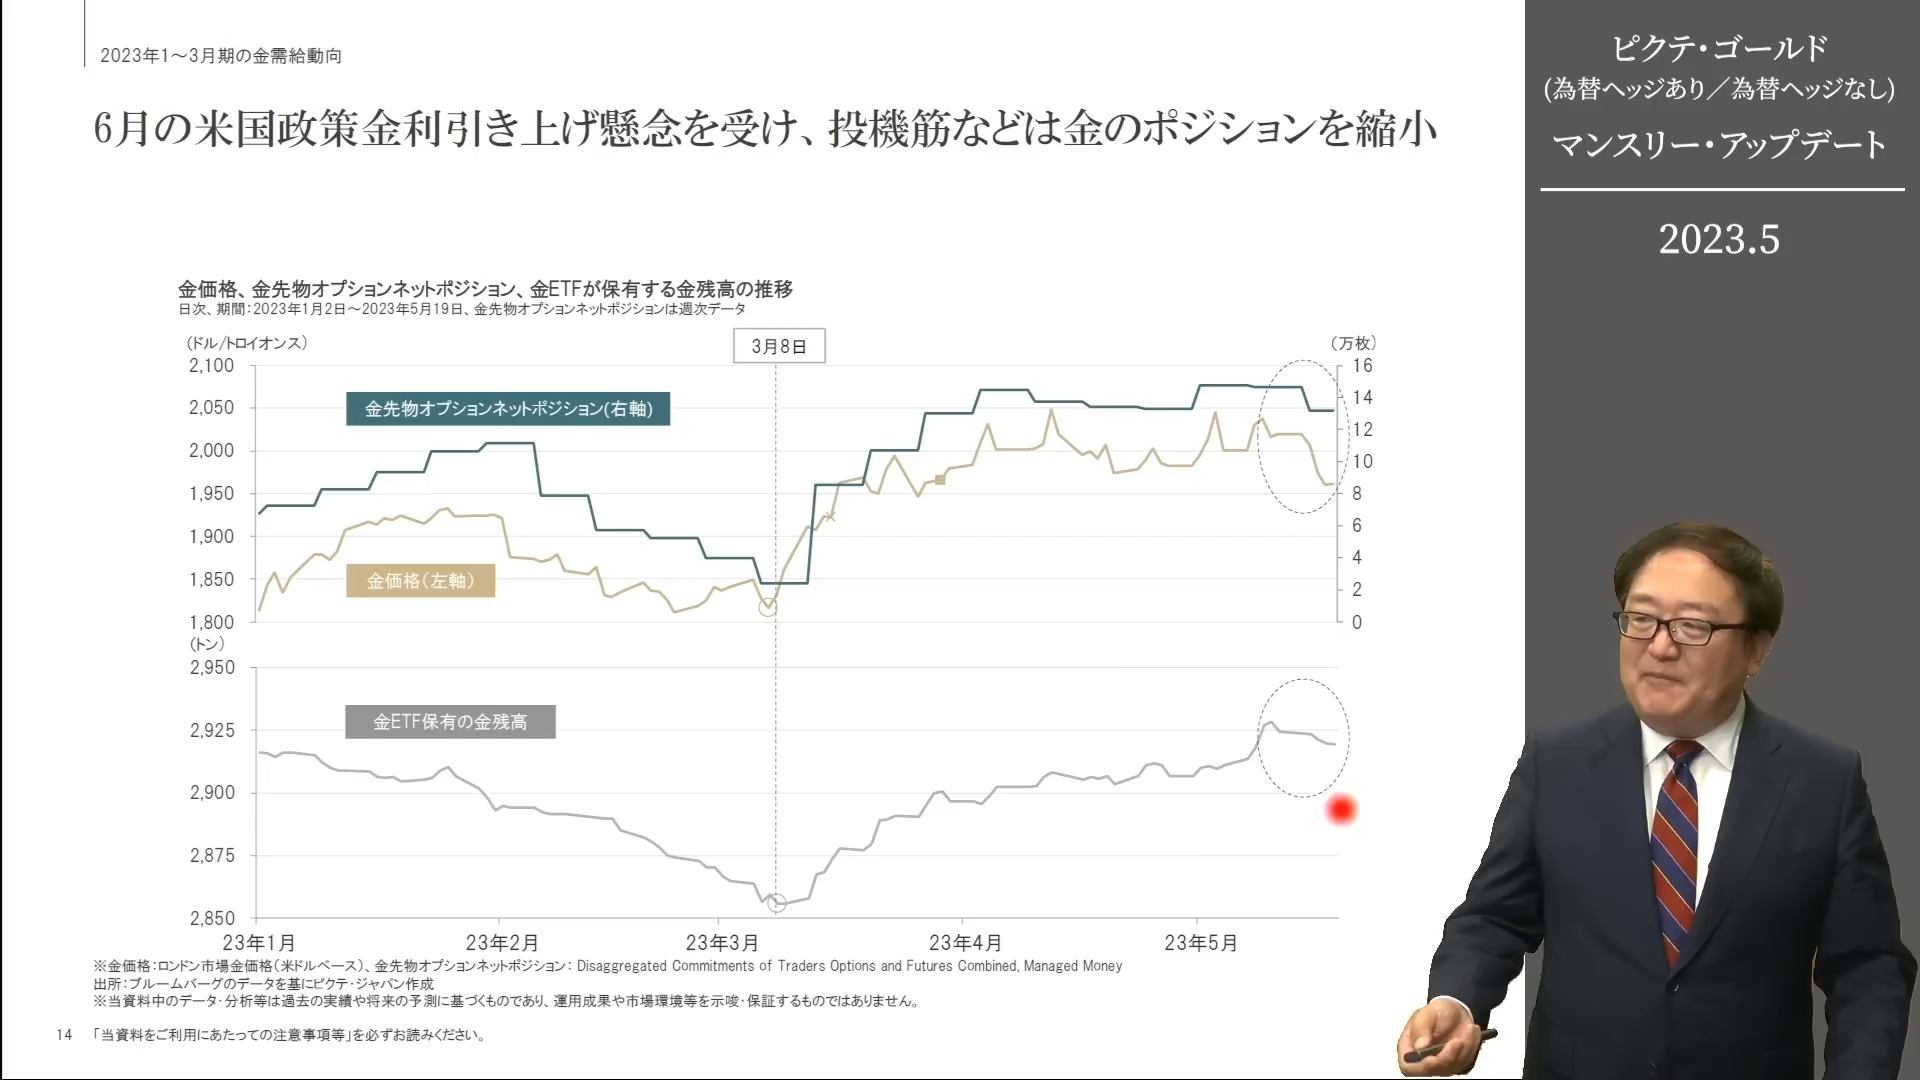 2023年1～3月期の金需給動向
6月の米国政策金利引き上げ懸念を受け、投機筋などは金のポジションを縮小
ピクテ・ゴールド
(為替ヘッジあり／為替ヘッジなし)
マンスリー・アップデート
2023.5
金価格、金先物オプションネットポジション、金ETFが保有する金残高の推移
日次、期間：2023年1月2日～2023年5月19日、金先物オプションネットポジションは週次データ
（ドル/トロイオンス）
3月8日
（万枚）
2,100
2,050
2,000
1,950
1,900
1,850
1,800
16
14
12
10
8
6
4
2
0
金先物オプションネットポジション(右軸)
金価格（左軸）
（トン）
2,950
2,925
2,900
2,875
2,850
金ETF保有の金残高
23年1月
23年2月
23年3月
23年4月
23年5月
※金価格：ロンドン市場金価格（米ドルベース）、金先物オプションネットポジション： Disaggregated Commitments of Traders Options and Futures Combined, Managed Money
出所：ブルームバーグのデータを基にピクテ・ジャパン作成
※当資料中のデータ・分析等は過去の実績や将来の予測に基づくものであり、運用成果や市場環境等を示唆・保証するものではありません。
14 「当資料をご利用にあたっての注意事項等」を必ずお読みください。